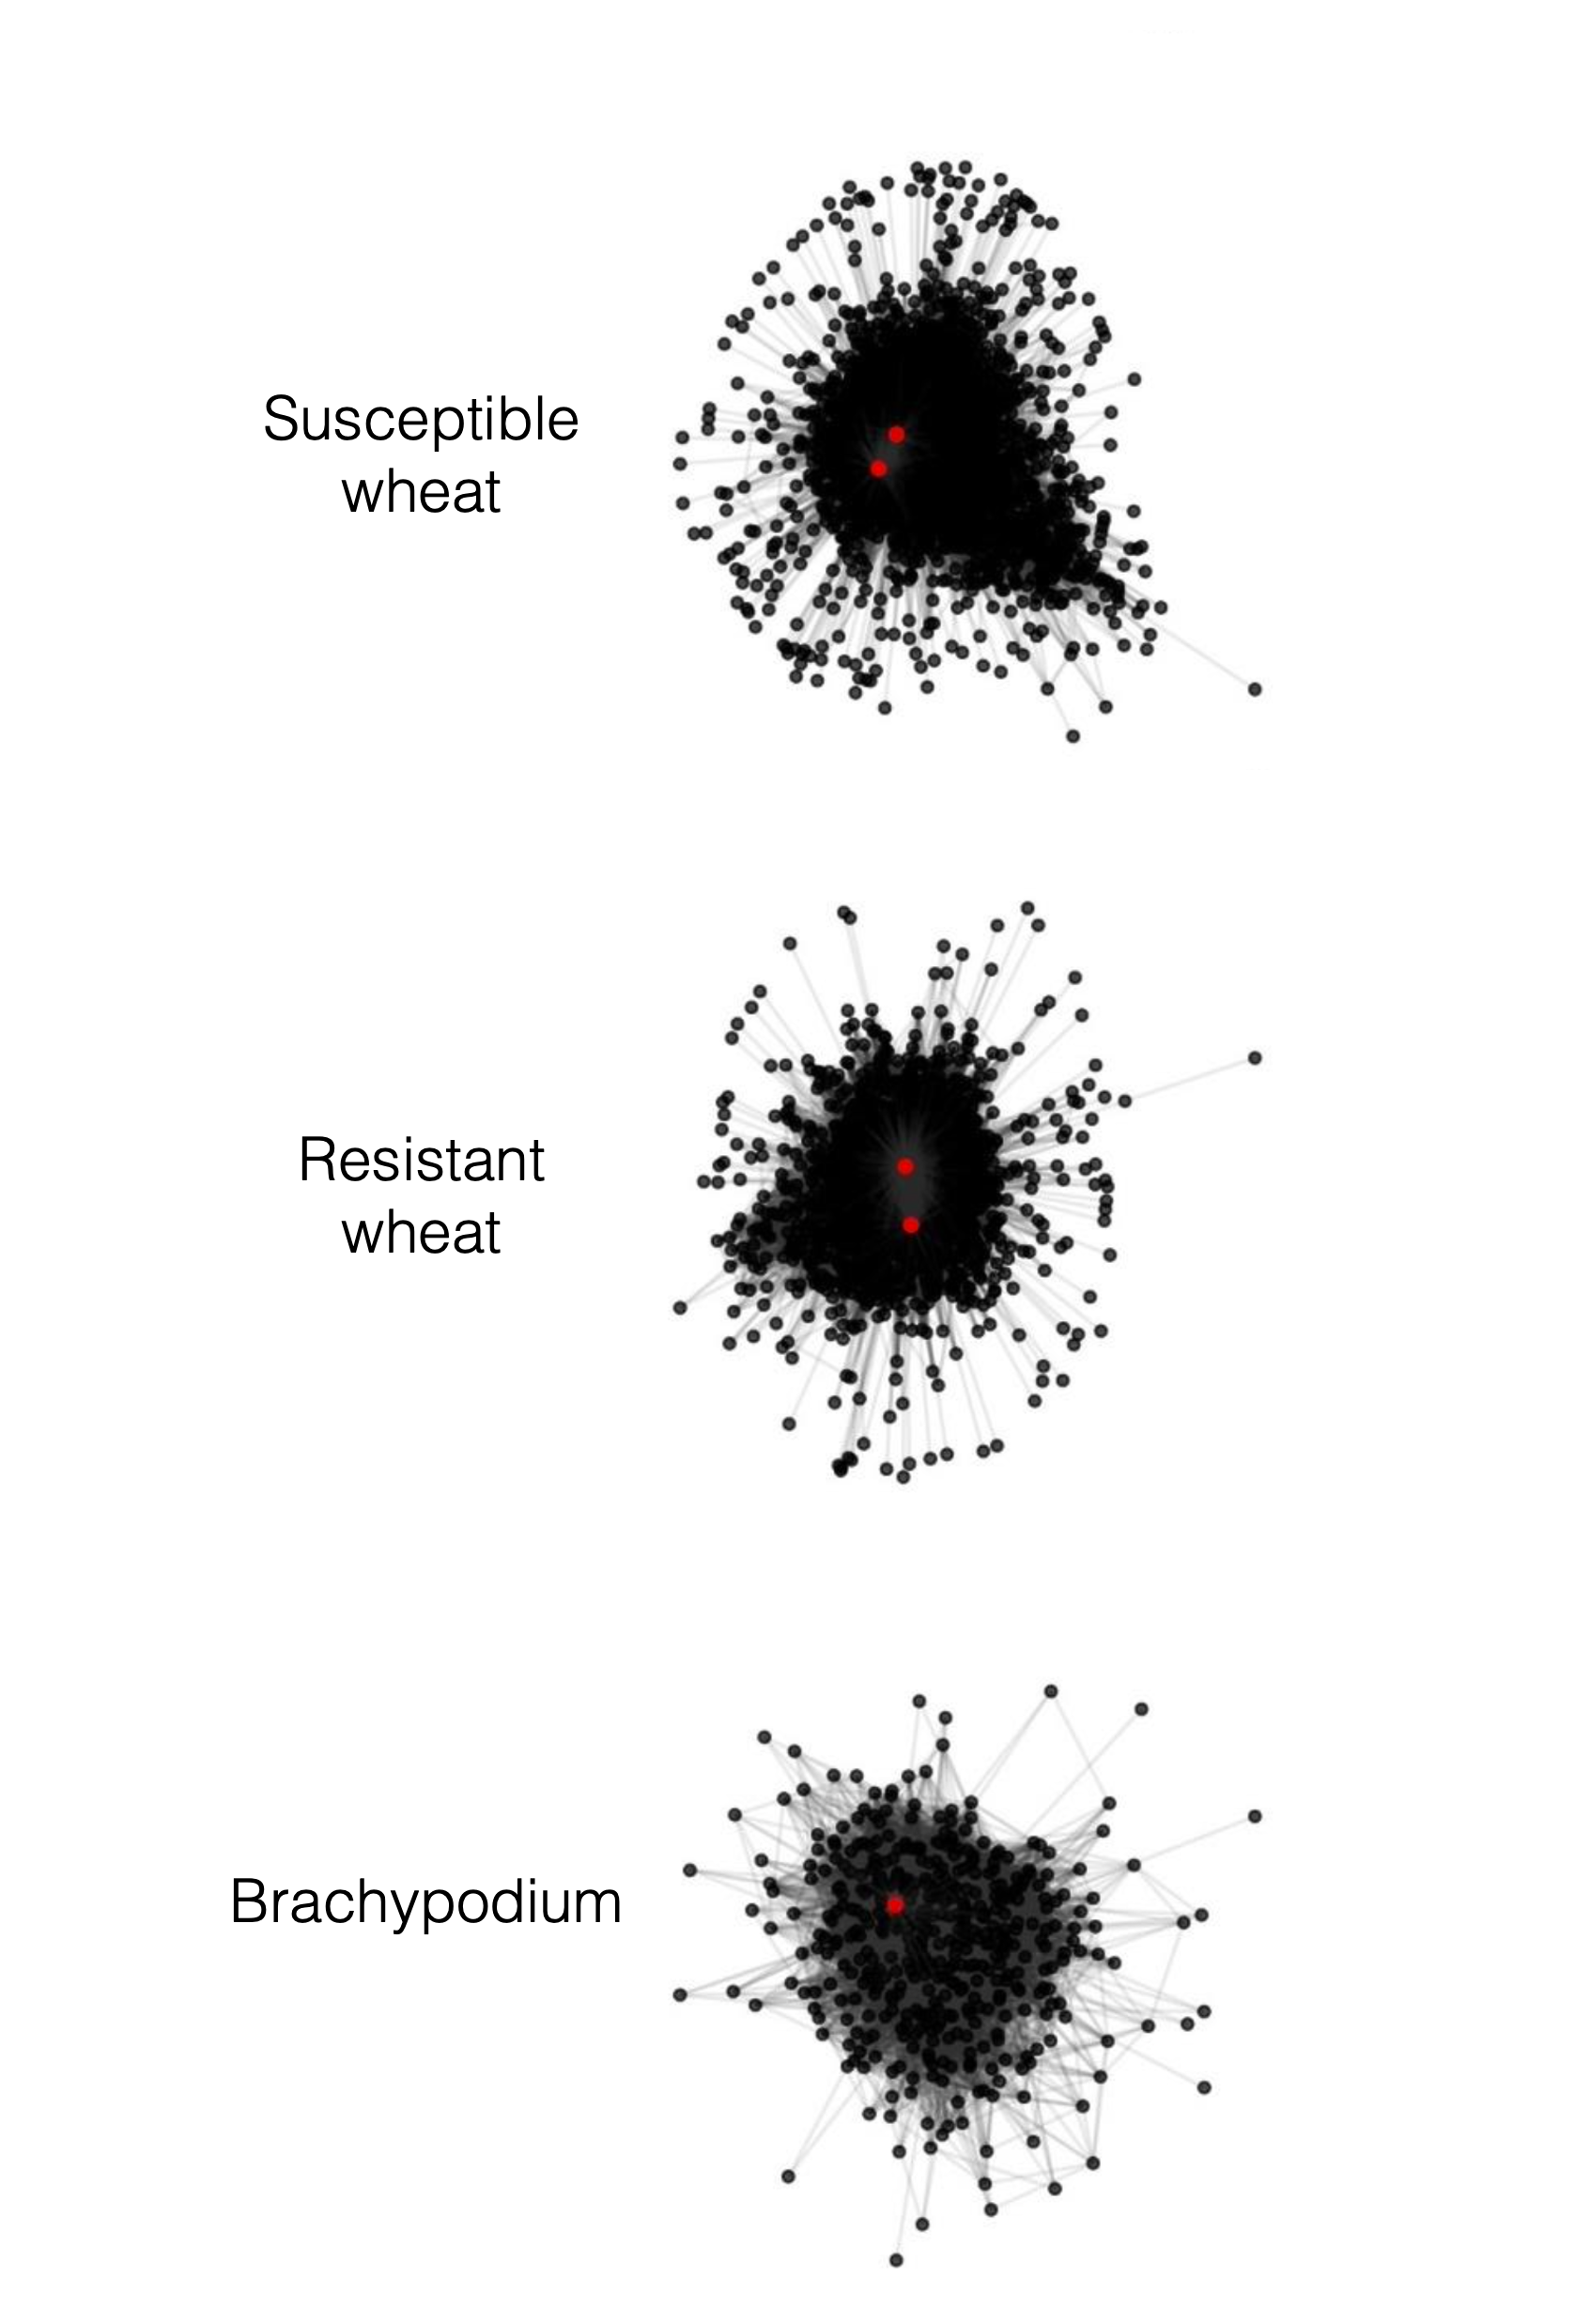 Susceptible
wheat
Resistant
wheat
Brachypodium